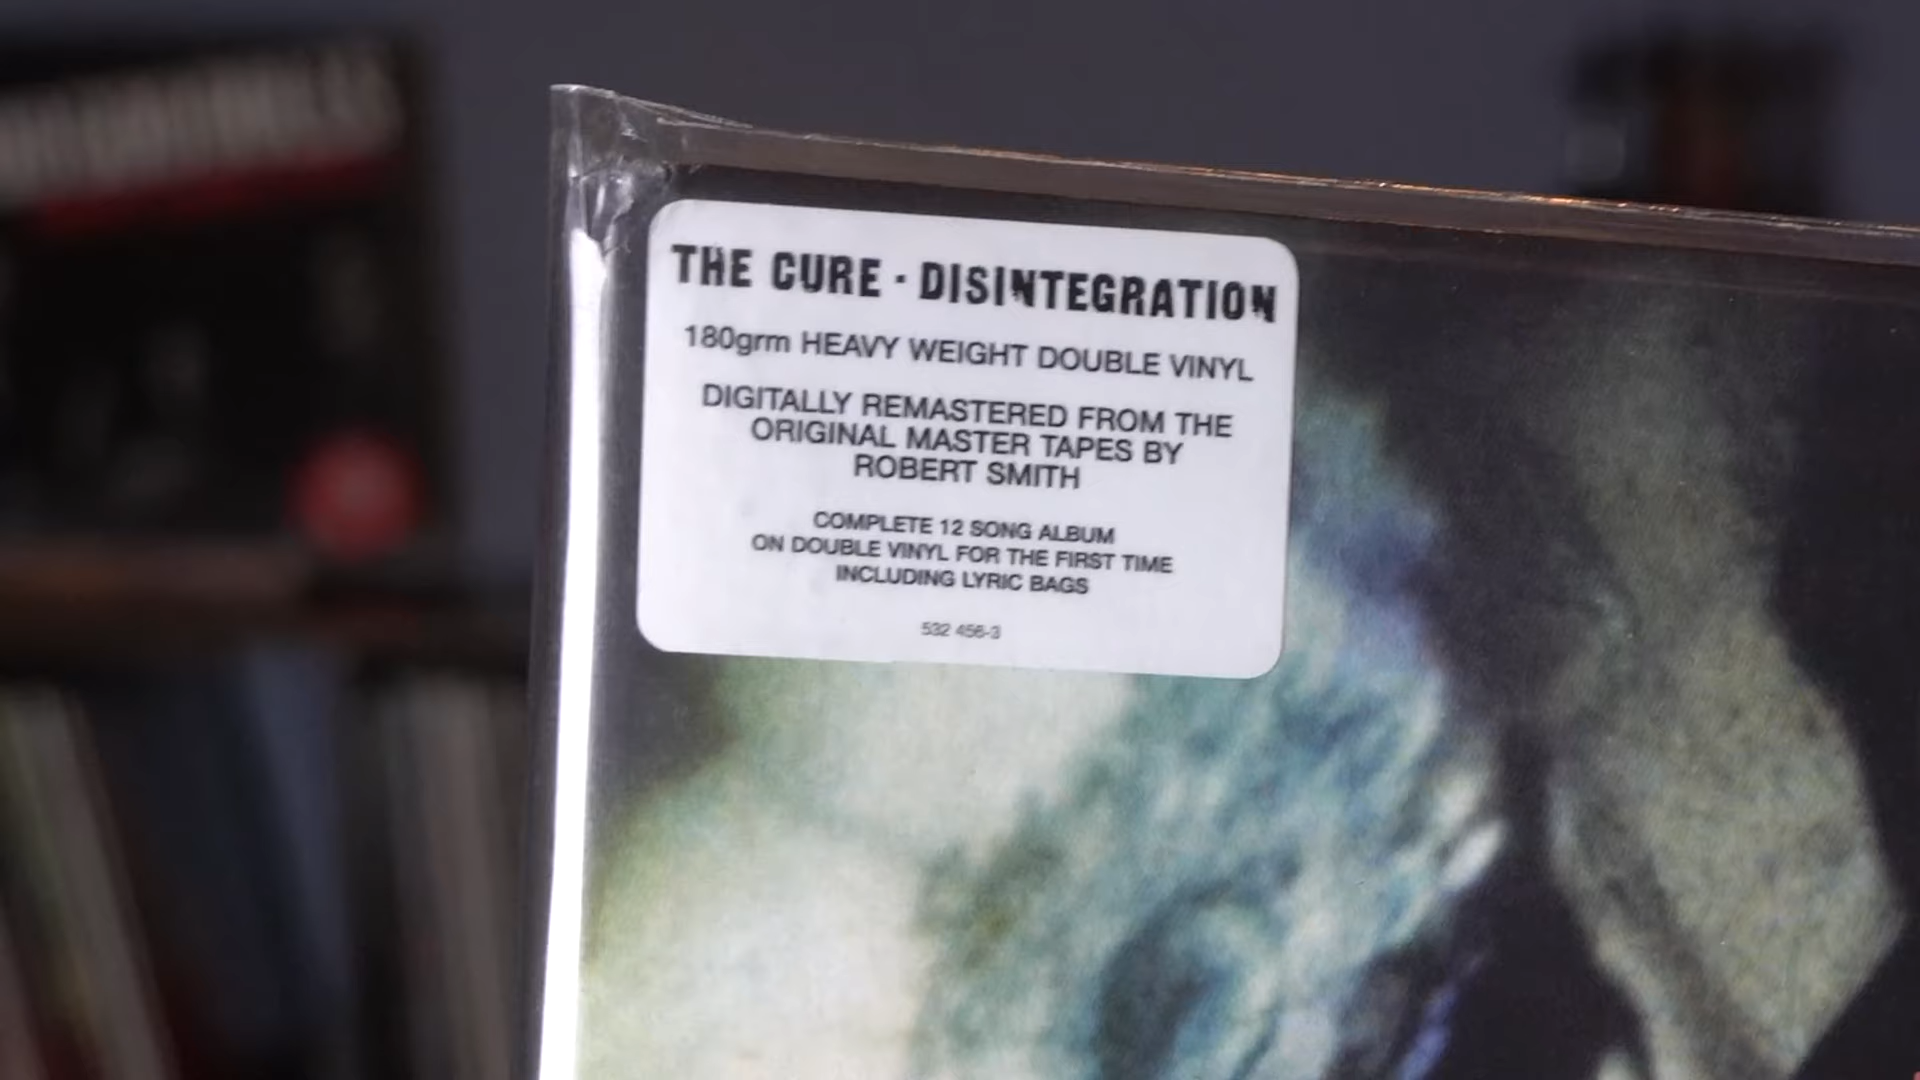 THE CURE · DISINTEGRATION
180grm HEAVY WEIGHT DOUBLE VINYL
DIGITALLY REMASTERED FROM THE
ORIGINAL MASTER TAPES BY
ROBERT SMITH
COMPLETE 12 SONG ALBUM
ON DOUBLE VINYL FOR THE FIRST TIME
INCLUDING LYRIC BAGS
532 456-3